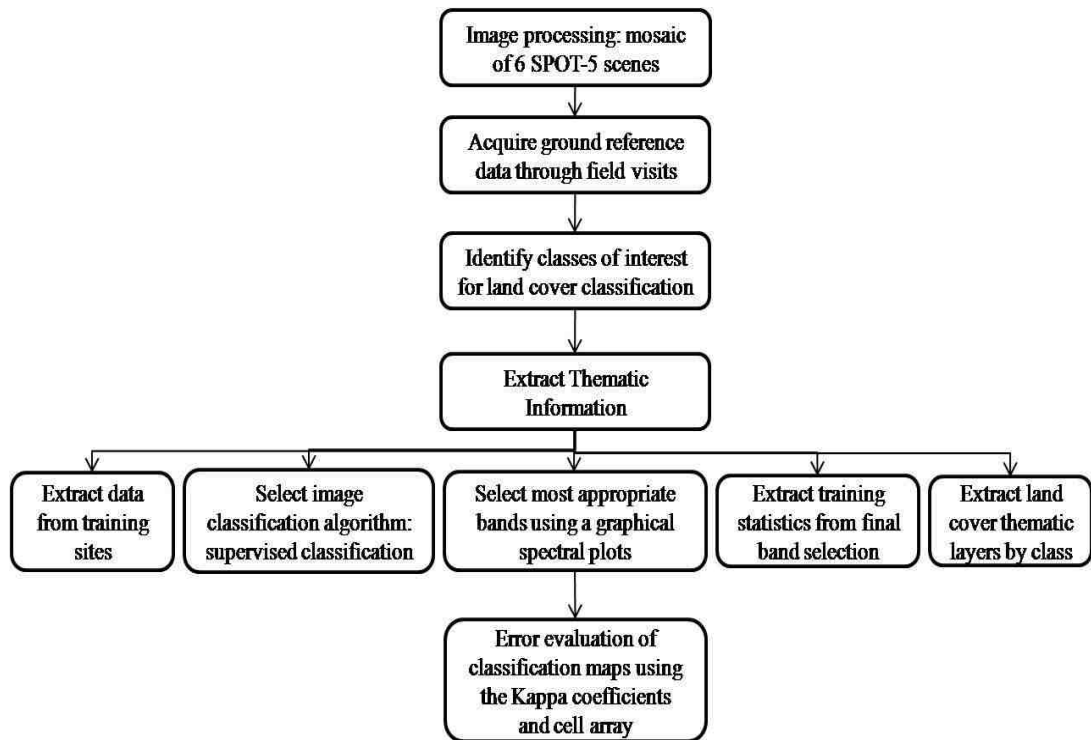 Image processing: mosaic
of 6 SPOT-5 scenes
Acquire ground reference
data through field visits
Identify classes of interest
for land cover classification
Extract Thematic
Information
Extract data
from training
sites
Select image
classification algorithm:
supervised classification
Select most appropriate
bands using a graphical
spectral plots
Extract training
statistics from final
band selection
Extract land
cover thematic
layers by class
Error evaluation of
classification maps using
the Kappa coefficients
and cell array